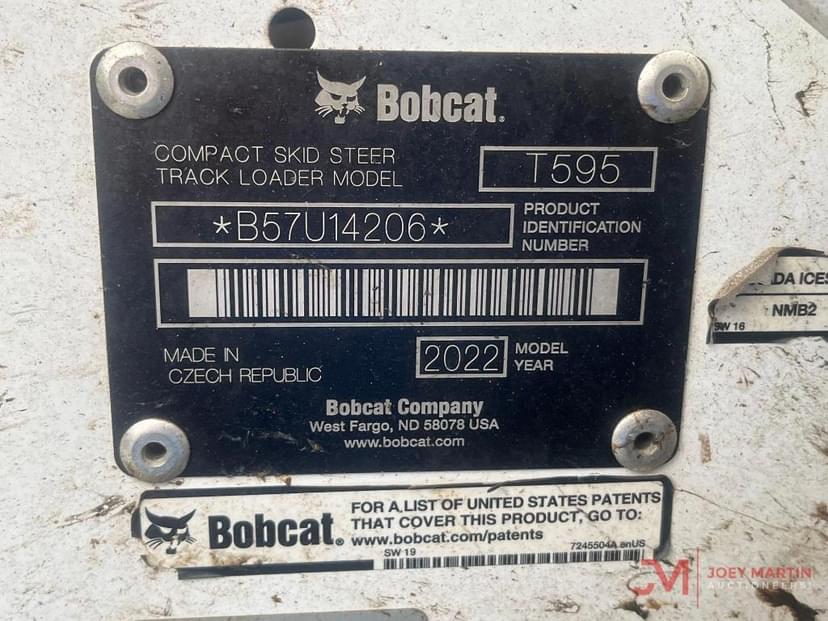 Bobcat.
COMPACT SKID STEER
TRACK LOADER MODEL
T595
*B57U14206*
PRODUCT
IDENTIFICATION
NUMBER
MADE IN
CZECH REPUBLIC
2022
MODEL
YEAR
Bobcat Company
West Fargo, ND 58078 USA
www.bobcat.com
DA ICES
NMB2
SW 16
Bobcat.
FOR A LIST OF UNITED STATES PATENTS
THAT COVER THIS PRODUCT, GO TO:
www.bobcat.com/patents
SW 19
7245504A enUS
JM
JOEY MARTIN
AUCTIONEERS!